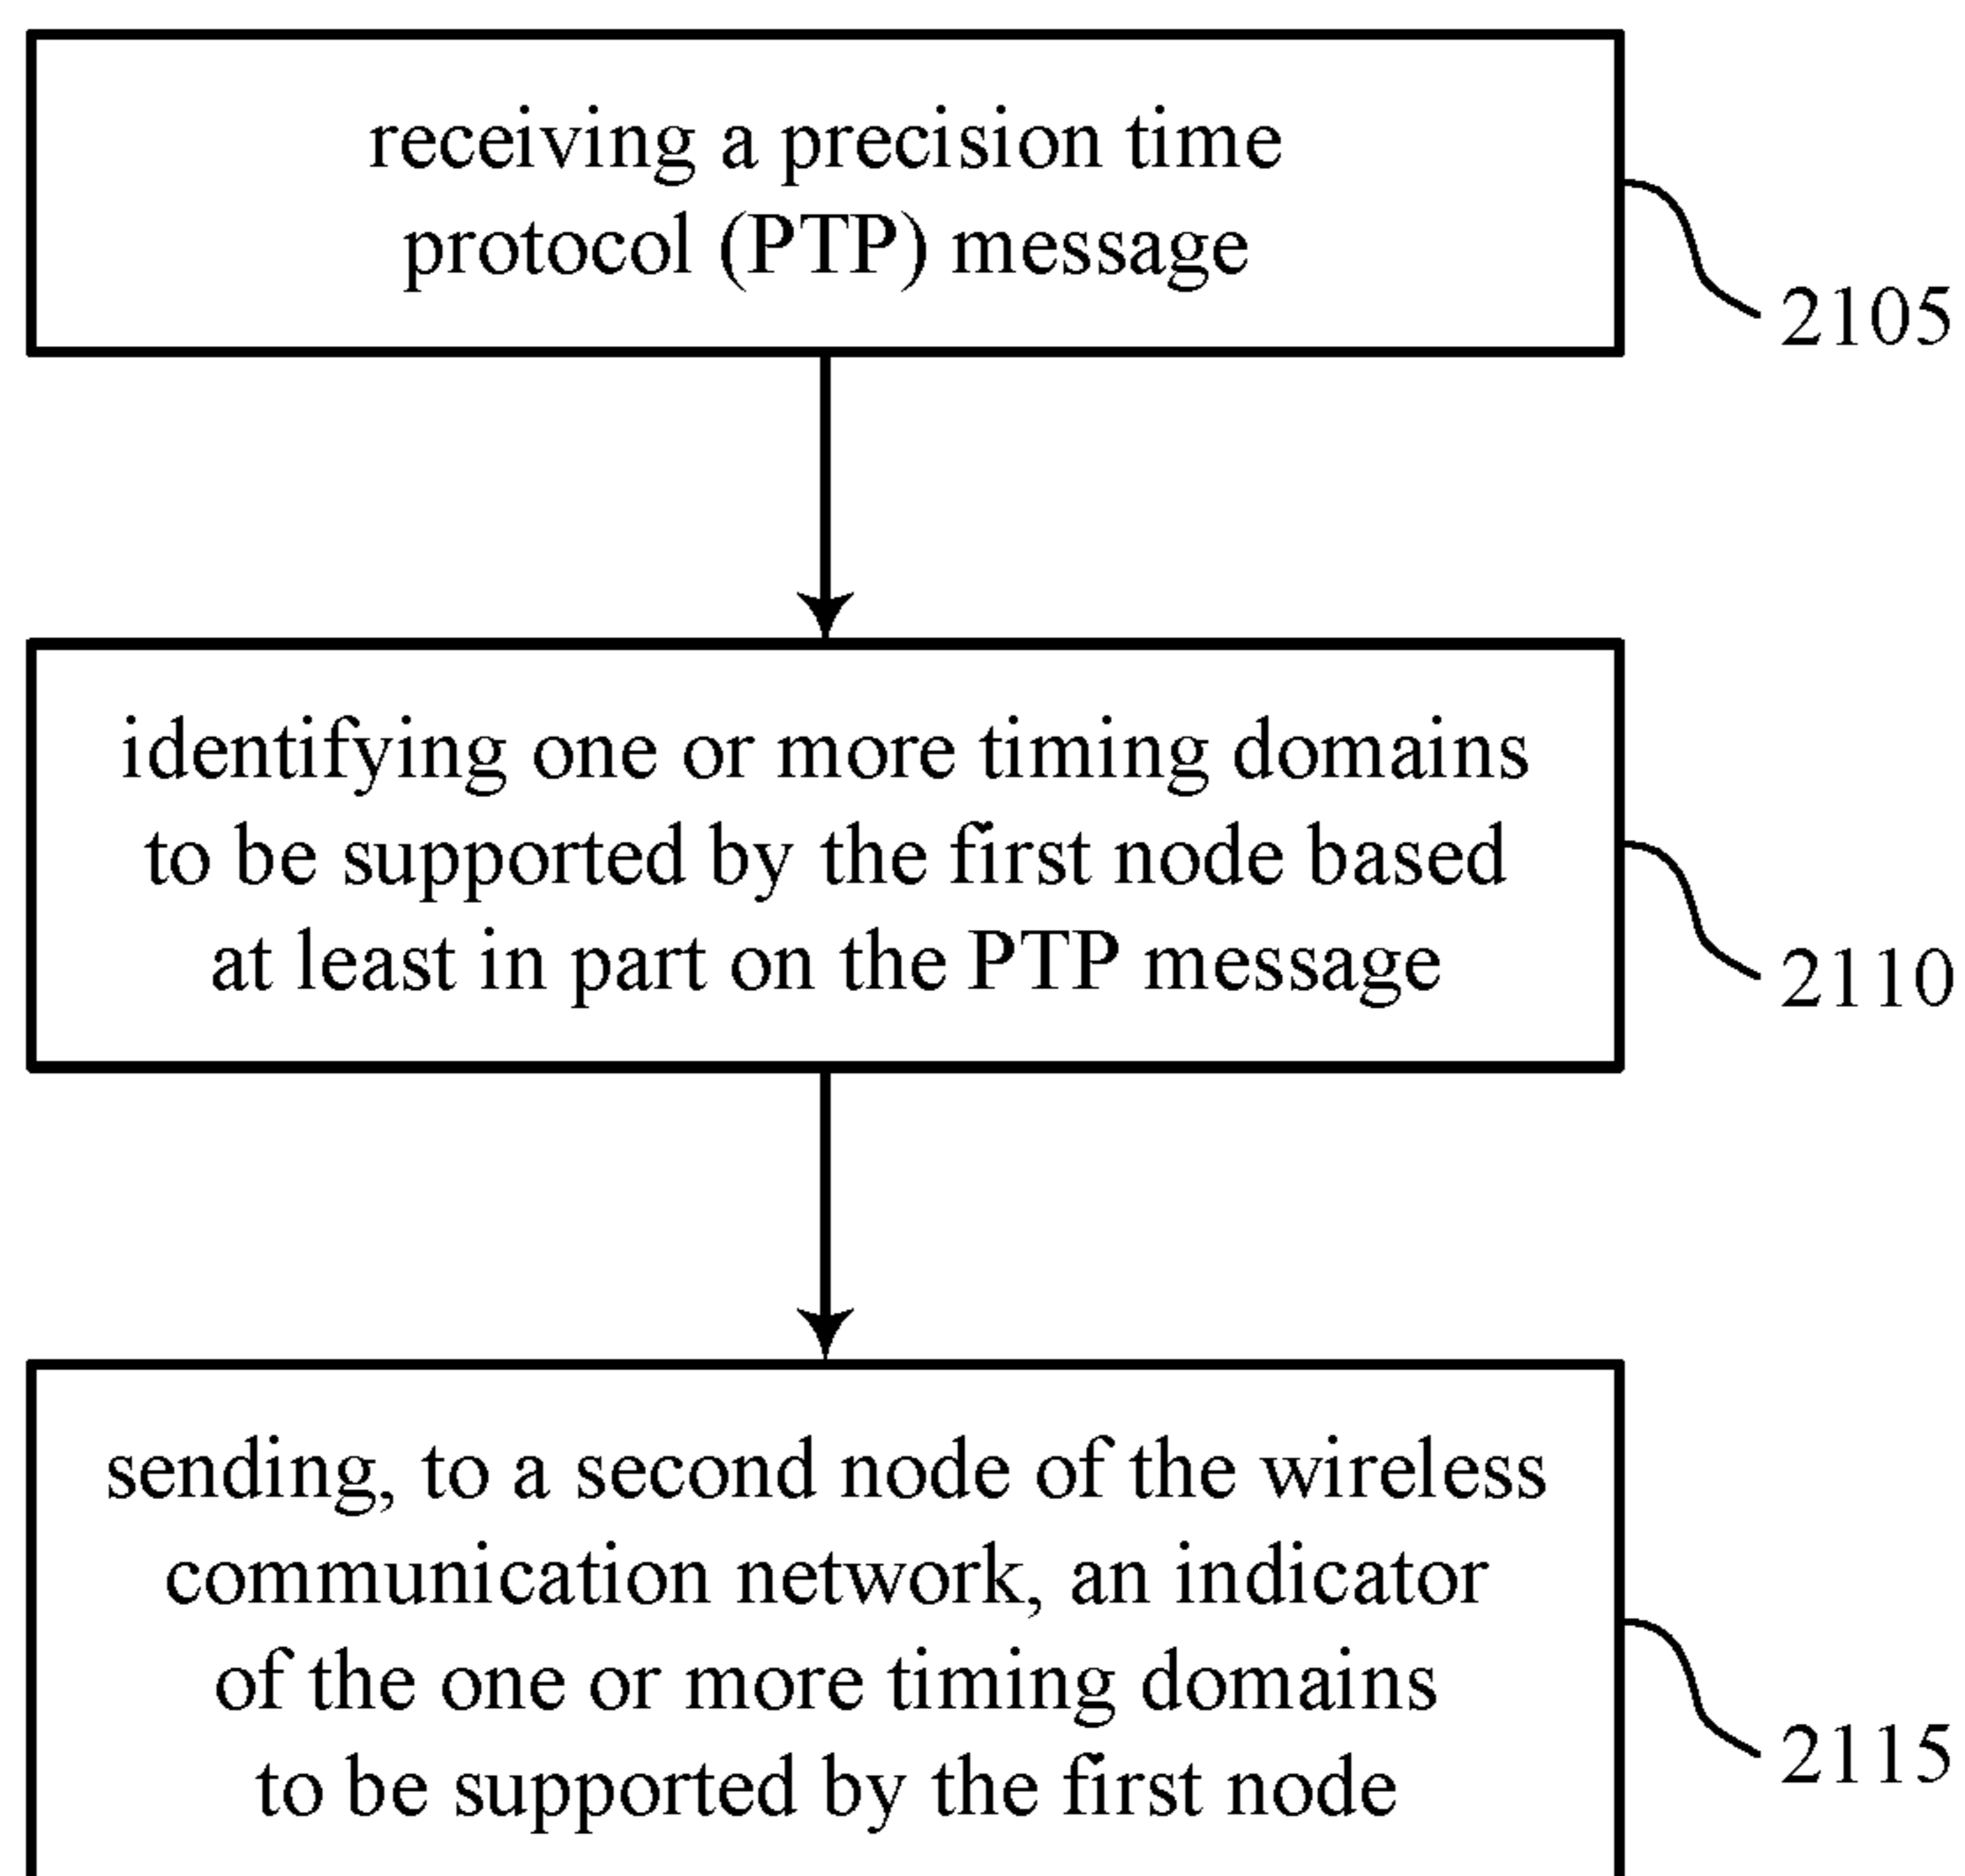 receiving a precision time
protocol (PTP) message
2105
identifying one or more timing domains
to be supported by the first node based
at least in part on the PTP message
2110
sending, to a second node of the wireless
communication network, an indicator
of the one or more timing domains
to be supported by the first node
2115